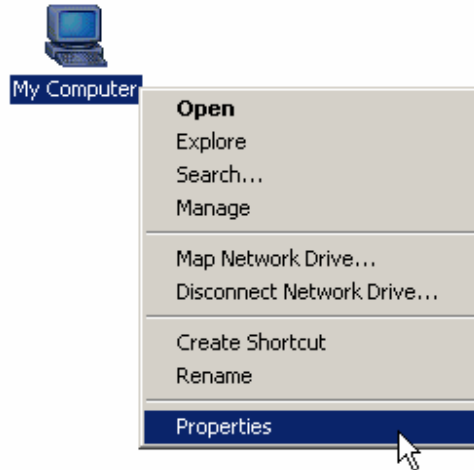 My Computer
Open
Explore
Search...
Manage
Map Network Drive...
Disconnect Network Drive...
Create Shortcut
Rename
Properties